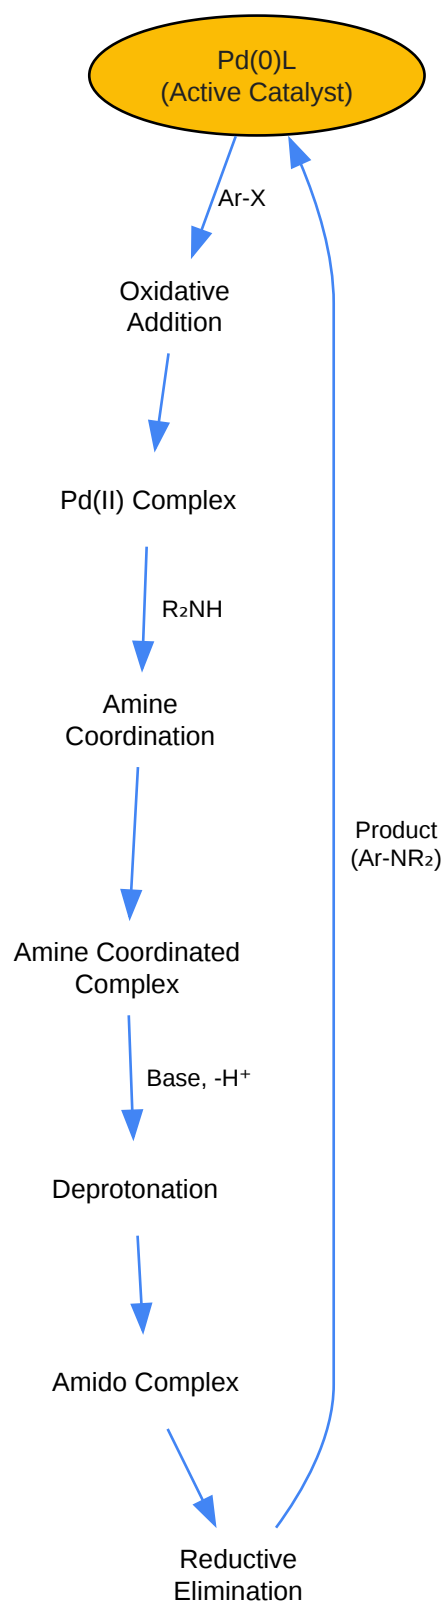 Pd(0)L
(Active Catalyst)
Ar-X
Oxidative
Addition
Pd(II) Complex
R₂NH
Amine
Coordination
Product
(Ar-NR₂)
Amine Coordinated
Complex
Base, -H⁺
Deprotonation
Amido Complex
Reductive
Elimination